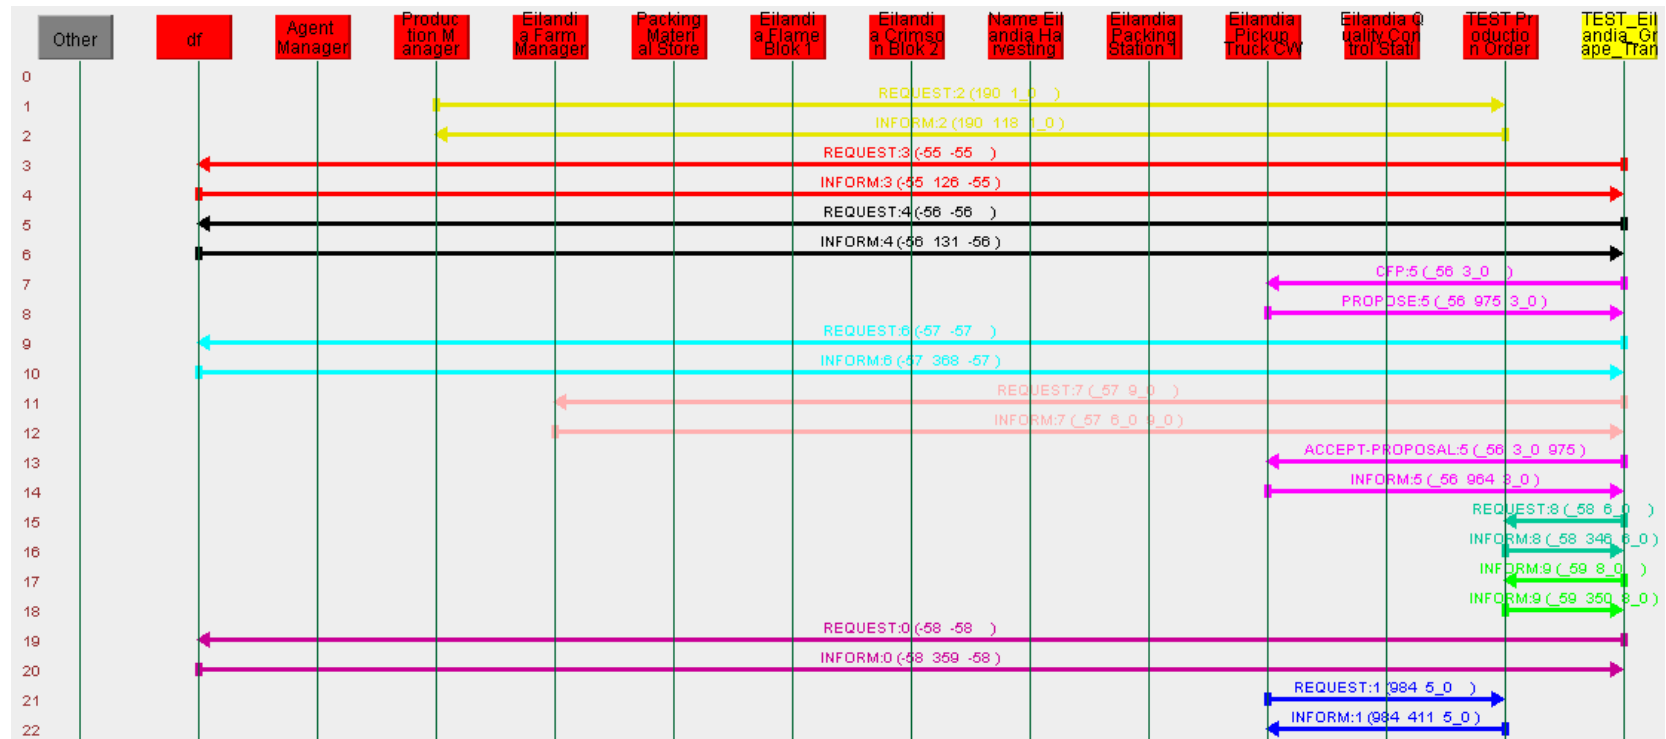 Other
df
Agent
Manager
Produc
tion M
anager
Eilandi
a Farm
Manager
Packing
Materi
al Store
Eilandi
a Flame
Blok 1
Eilandi
a Crimso
n Blok 2
Name Eil
andia Ha
rvesting
Eilandia
Packing
Station 1
Eilandia
Pickup
Truck CW
Eilandia Q
uality Con
trol Stati
TEST Pr
oductio
n Order
TEST_Eil
andia_Gr
ape_Tran
0
REQUEST:2 (190 1_0 )
1
INFORM:2 (190 118 1_0 )
2
REQUEST:3 (-55 -55 )
3
INFORM:3 (-55 126 -55 )
4
REQUEST:4 (-56 -56 )
5
INFORM:4 (-56 131 -56 )
6
CFP:5 (_56 3_0 )
7
PROPOSE:5 (_56 975 3_0 )
8
REQUEST:6 (-57 -57 )
9
INFORM:6 (-57 368 -57 )
10
REQUEST:7 (_57 9_0 )
11
INFORM:7 (_57 6_0 9_0 )
12
ACCEPT-PROPOSAL:5 (_56 3_0 975 )
13
INFORM:5 (_56 964 3_0 )
14
REQUEST:8 (_58 6_0 )
15
INFORM:8 (_58 346 6_0 )
16
INFORM:9 (_59 8_0 )
17
INFORM:9 (_59 350 8_0 )
18
REQUEST:0 (-58 -58 )
19
INFORM:0 (-58 359 -58 )
20
REQUEST:1 (984 5_0 )
21
INFORM:1 (984 411 5_0 )
22